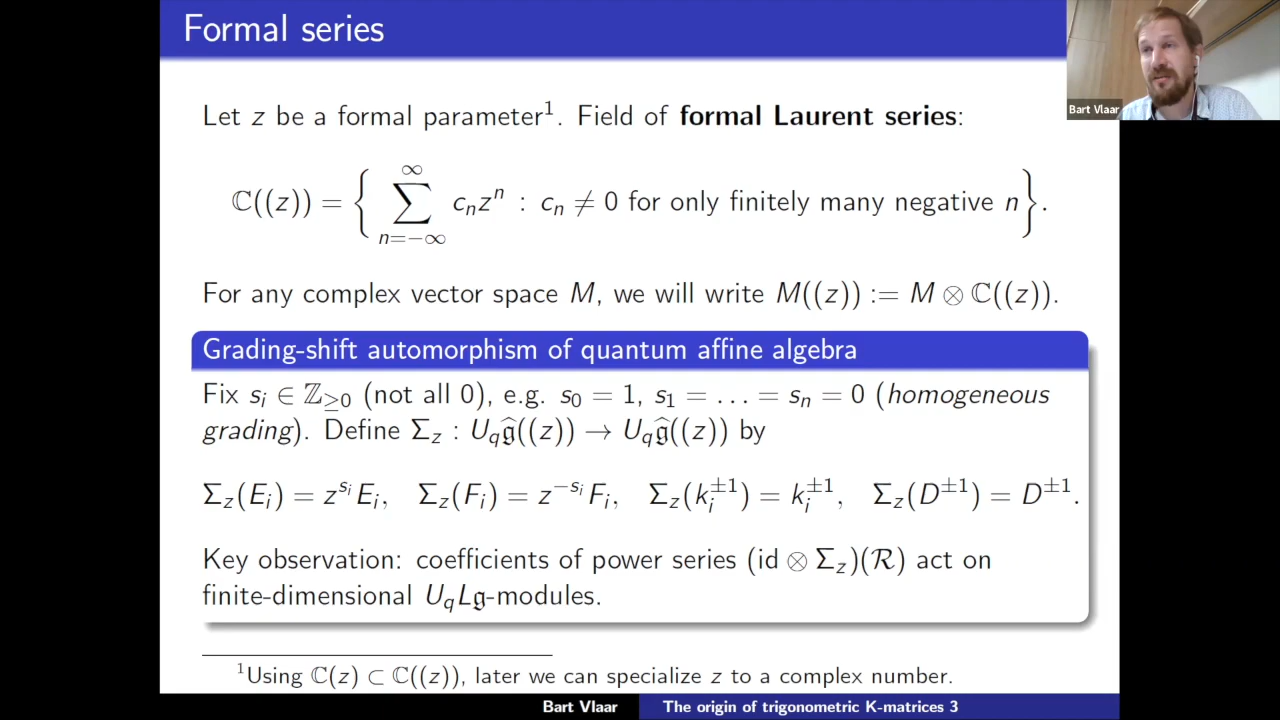 Formal series
Bart Vlaar
Let z be a formal parameter¹. Field of formal Laurent series:
ℂ((z)) = { ∑_{n=−∞}^{∞} c_n z^n : c_n ≠ 0 for only finitely many negative n }.
For any complex vector space M, we will write M((z)) := M ⊗ ℂ((z)).
Grading-shift automorphism of quantum affine algebra
Fix s_i ∈ ℤ_{≥0} (not all 0), e.g. s_0 = 1, s_1 = … = s_n = 0 (homogeneous
grading). Define Σ_z : U_q𝔤̂((z)) → U_q𝔤̂((z)) by
Σ_z(E_i) = z^{s_i}E_i, Σ_z(F_i) = z^{−s_i}F_i, Σ_z(k_i^{±1}) = k_i^{±1}, Σ_z(D^{±1}) = D^{±1}.
Key observation: coefficients of power series (id ⊗ Σ_z)(ℛ) act on
finite-dimensional U_qL𝔤-modules.
¹Using ℂ(z) ⊂ ℂ((z)), later we can specialize z to a complex number.
Bart Vlaar The origin of trigonometric K-matrices 3